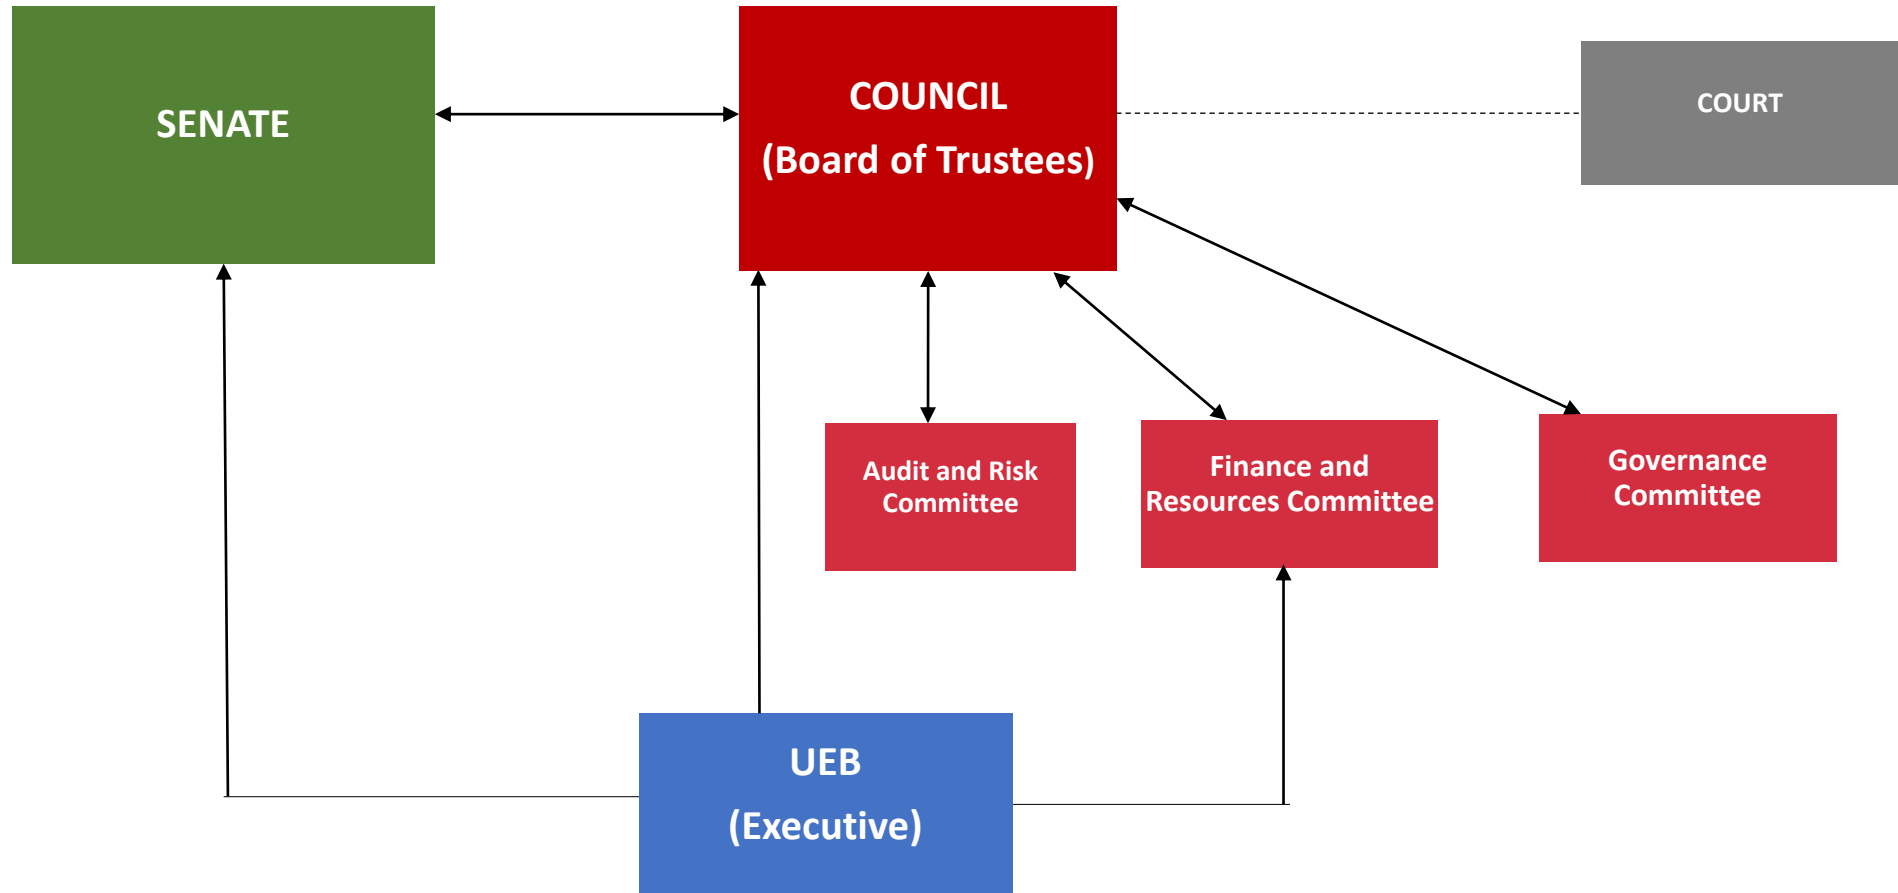 SENATE
COUNCIL
(Board of Trustees)
COURT
Audit and Risk
Committee
Finance and
Resources Committee
Governance
Committee
UEB
(Executive)